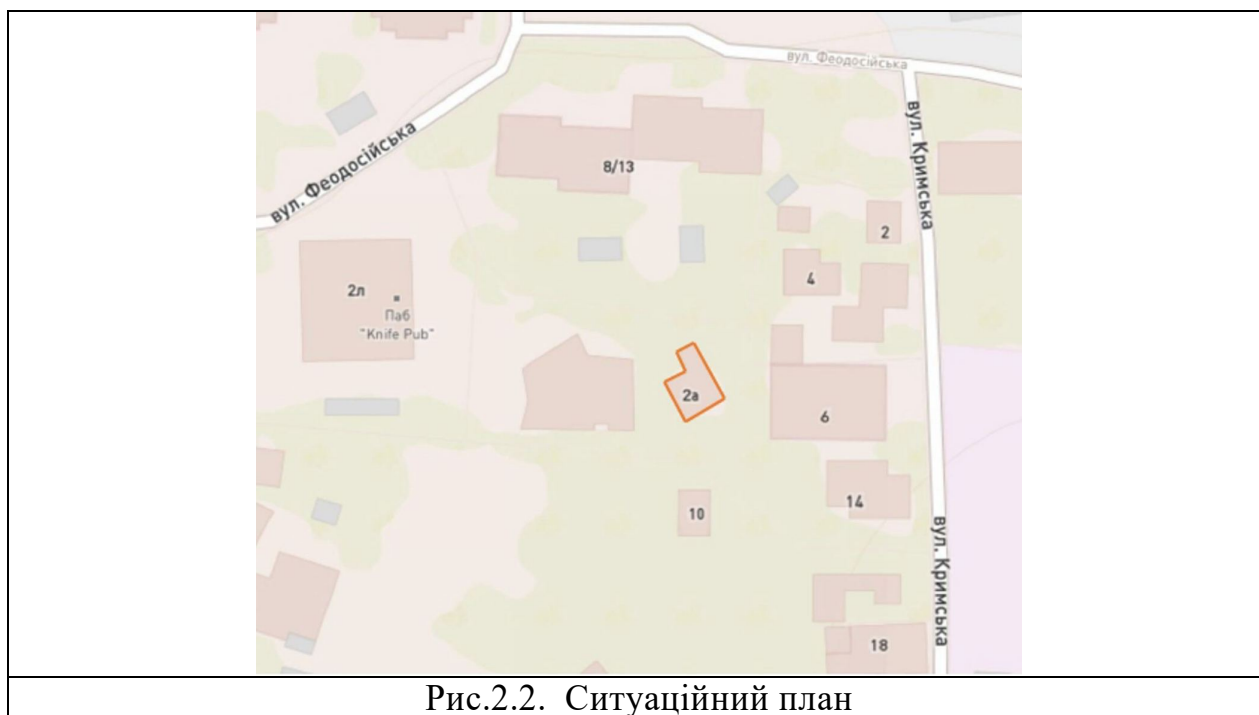 вул. Феодосійська
вул. Феодосійська
вул. Кримська
8/13
2
4
2л
Паб
"Knife Pub"
2а
6
14
10
вул. Кримська
18
Рис.2.2. Ситуаційний план